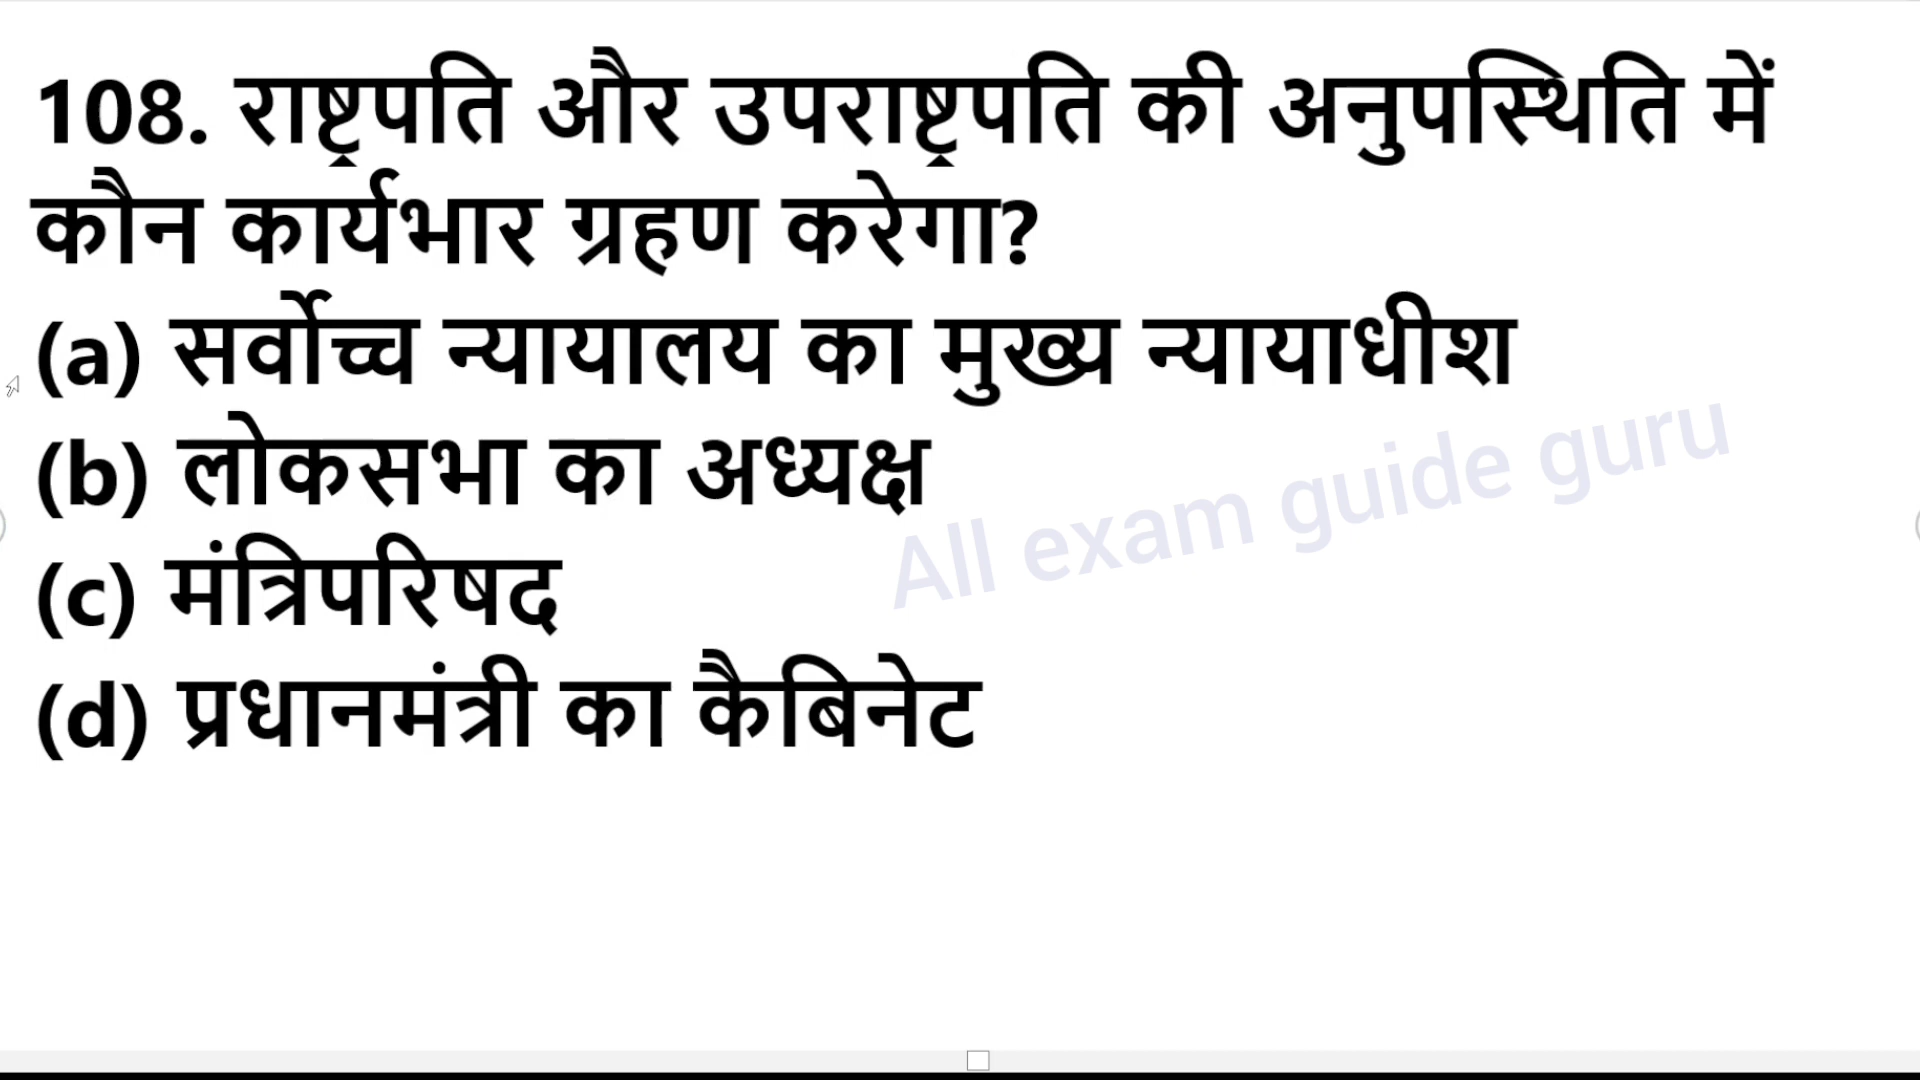 108. राष्ट्रपति और उपराष्ट्रपति की अनुपस्थिति में
कौन कार्यभार ग्रहण करेगा?
(a) सर्वोच्च न्यायालय का मुख्य न्यायाधीश
(b) लोकसभा का अध्यक्ष
(c) मंत्रिपरिषद
(d) प्रधानमंत्री का कैबिनेट
All exam guide guru